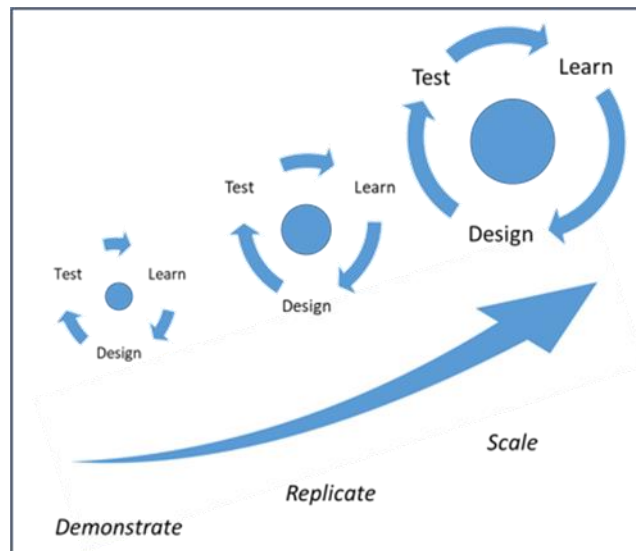 Test
Learn
Design
Test
Learn
Design
Test
Learn
Design
Scale
Replicate
Demonstrate